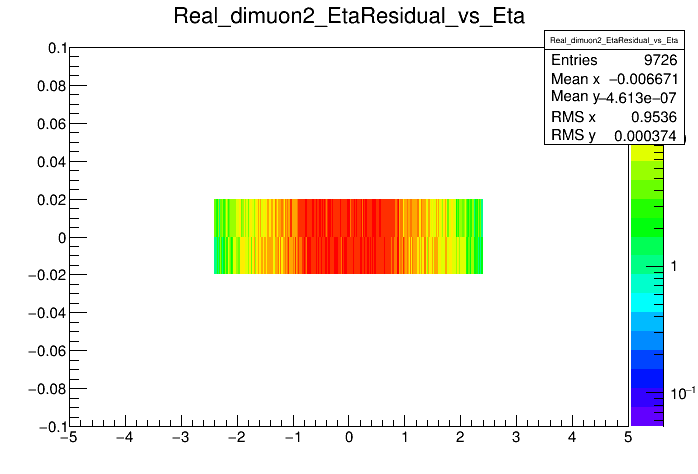 Real_dimuon2_EtaResidual_vs_Eta
Real_dimuon2_EtaResidual_vs_Eta
Entries 9726
Mean x −0.006671
Mean y −4.613e−07
RMS x 0.9536
RMS y 0.000374
0.1
0.08
0.06
0.04
0.02
0
−0.02
−0.04
−0.06
−0.08
−0.1
−5 −4 −3 −2 −1 0 1 2 3 4 5
1
10−1